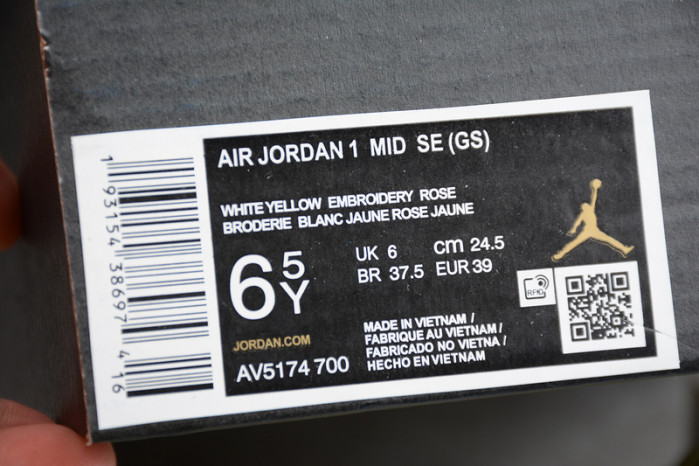 AIR JORDAN 1 MID SE (GS)
WHITE YELLOW EMBROIDERY ROSE
BRODERIE BLANC JAUNE ROSE JAUNE
6 5Y
UK 6 cm 24.5
BR 37.5 EUR 39
RFID
JORDAN.COM
AV5174 700
MADE IN VIETNAM /
FABRIQUE AU VIETNAM /
FABRICADO NO VIETNA /
HECHO EN VIETNAM
1 93154 38697 4 16